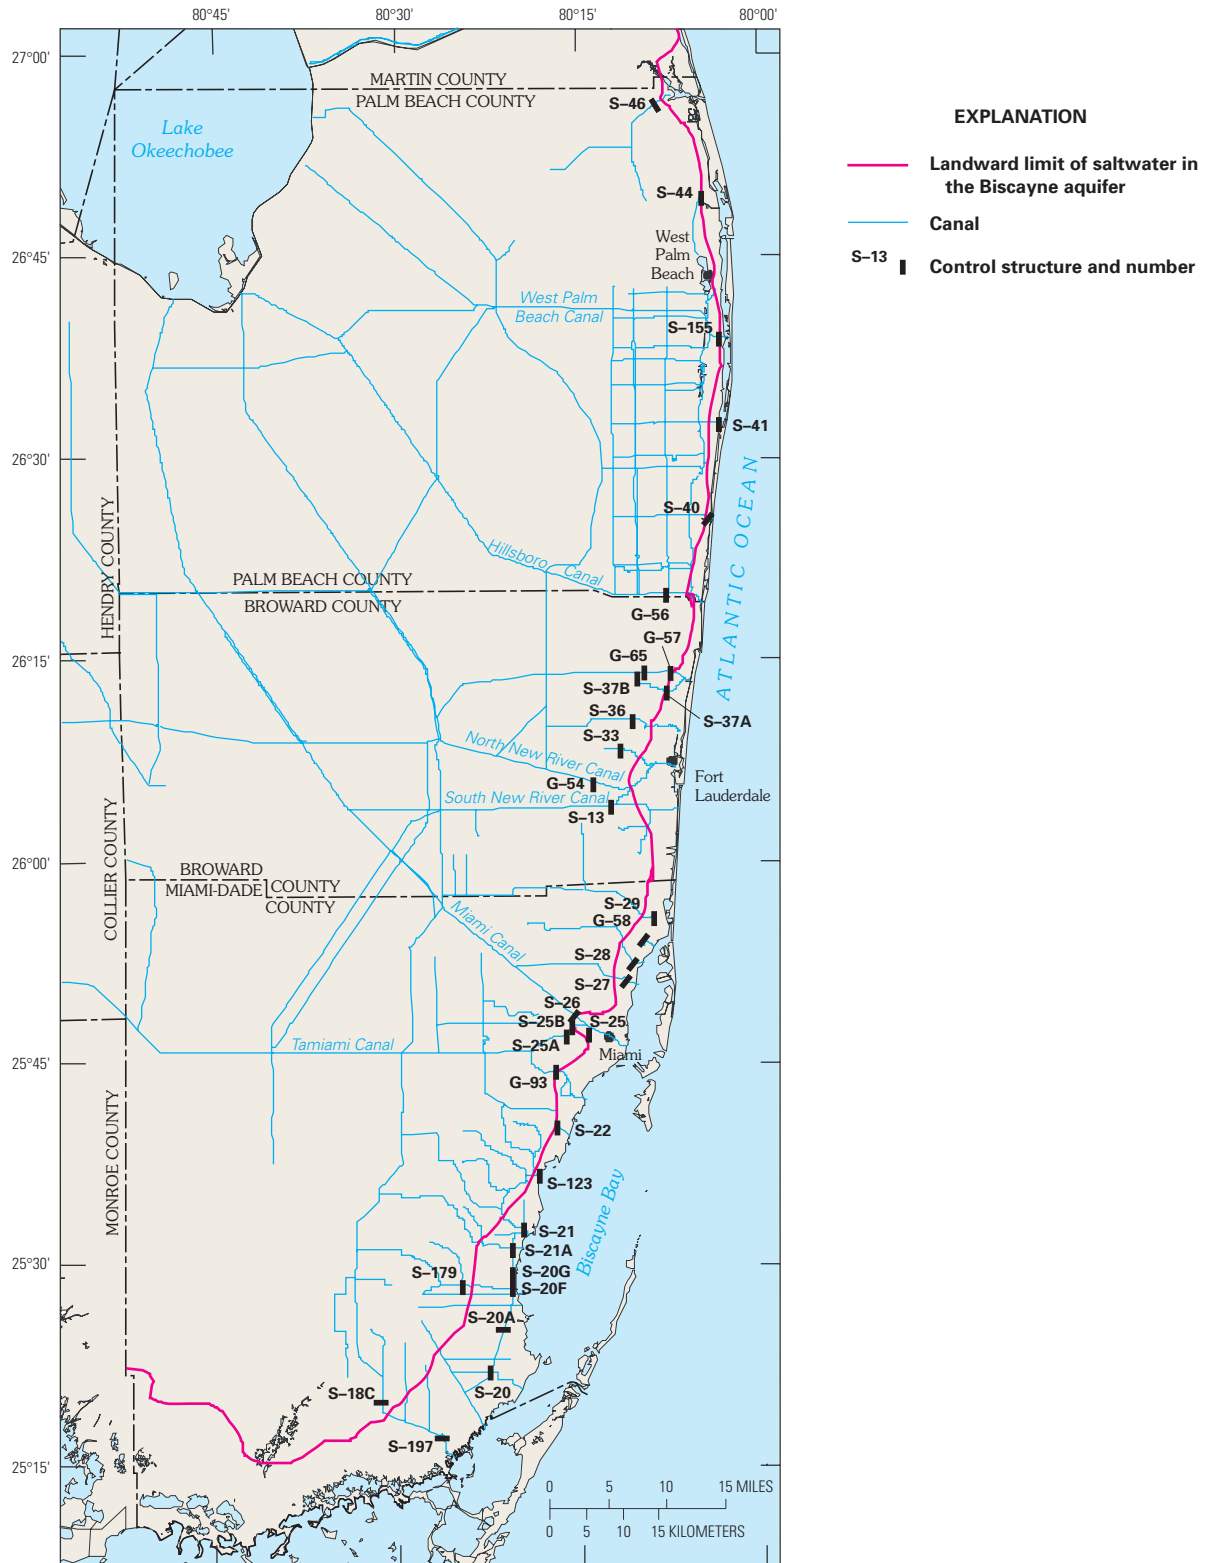 80°45'
80°30'
80°15'
80°00'
27°00'
MARTIN COUNTY
PALM BEACH COUNTY
S–46
Lake
Okeechobee
EXPLANATION
Landward limit of saltwater in
the Biscayne aquifer
Canal
S–13
Control structure and number
S–44
West
Palm
Beach
26°45'
West Palm
Beach Canal
S–155
S–41
26°30'
S–40
ATLANTIC OCEAN
HENDRY COUNTY
Hillsboro Canal
PALM BEACH COUNTY
BROWARD COUNTY
G–56
G–57
26°15'
G–65
S–37B
S–37A
S–36
S–33
North New River Canal
G–54
Fort
Lauderdale
South New River Canal
S–13
COLLIER COUNTY
26°00'
BROWARD
MIAMI-DADE
COUNTY
COUNTY
S–29
G–58
Miami Canal
S–28
S–27
S–26
S–25B
S–25
S–25A
Miami
Tamiami Canal
25°45'
G–93
MONROE COUNTY
S–22
S–123
Biscayne Bay
S–21
S–21A
25°30'
S–179
S–20G
S–20F
S–20A
S–18C
S–20
S–197
25°15'
0 5 10 15 MILES
0 5 10 15 KILOMETERS